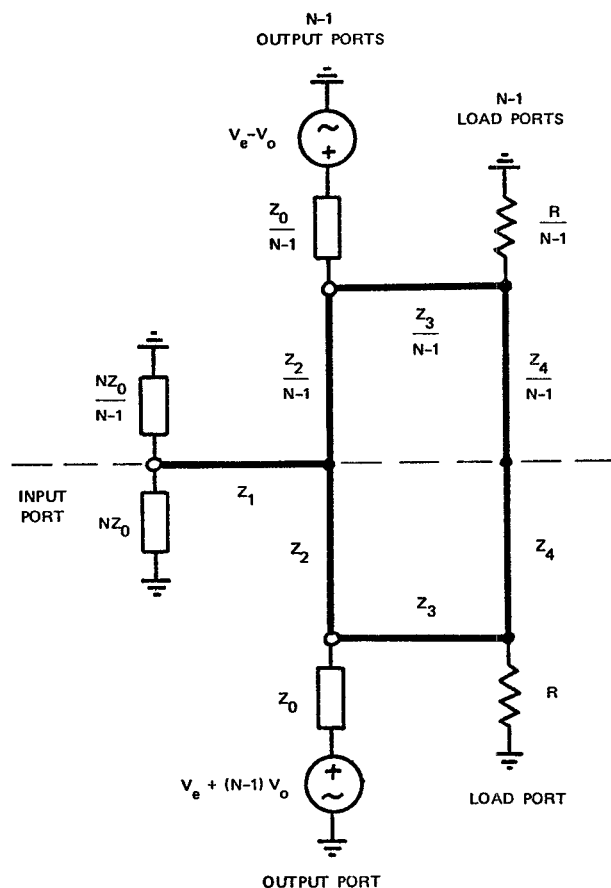 N-1
OUTPUT PORTS
N-1
LOAD PORTS
V_e-V_o
Z_0
N-1
R
N-1
Z_3
N-1
Z_2
N-1
Z_4
N-1
NZ_0
N-1
INPUT
PORT
Z_1
NZ_0
Z_2
Z_4
Z_3
Z_0
R
V_e + (N-1) V_o
LOAD PORT
OUTPUT PORT